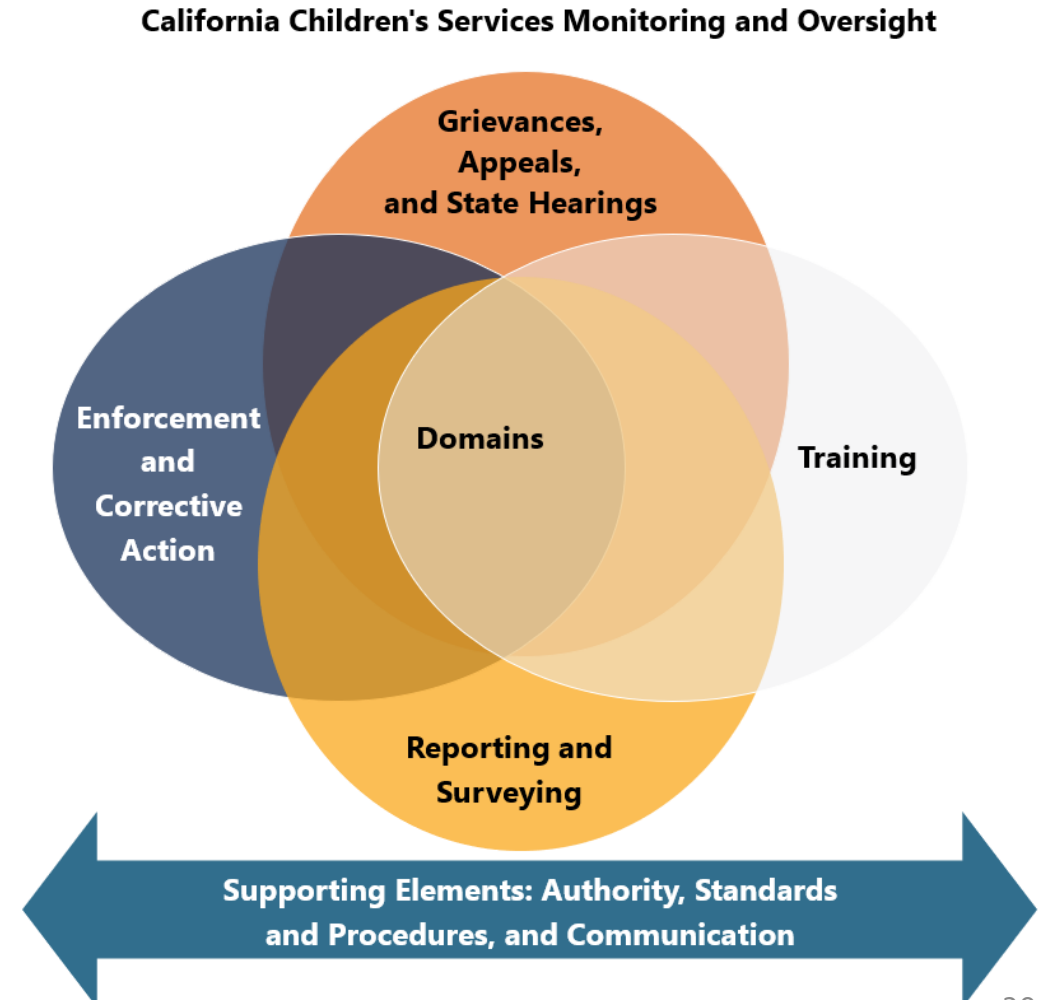 California Children's Services Monitoring and Oversight
Grievances,
Appeals,
and State Hearings
Enforcement
and
Corrective
Action
Domains
Training
Reporting and
Surveying
Supporting Elements: Authority, Standards
and Procedures, and Communication